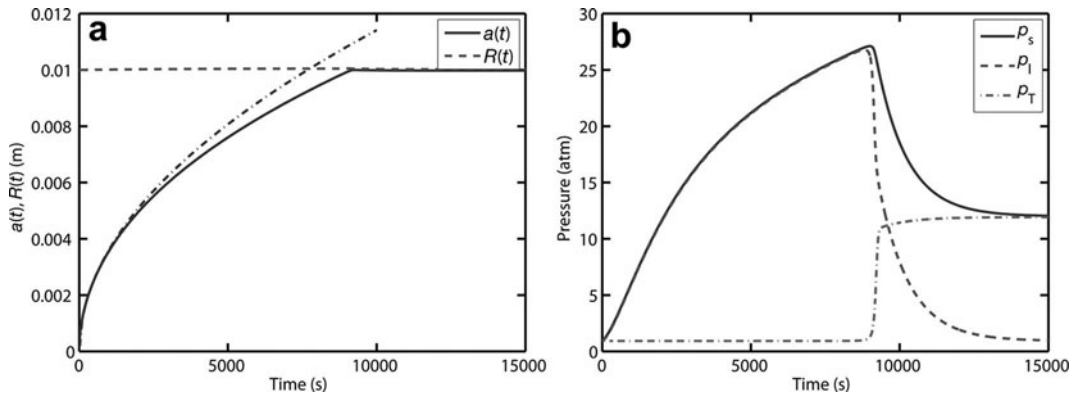 a
0.012
0.01
0.008
0.006
0.004
0.002
0
a(t), R(t) (m)
a(t)
R(t)
0
5000
10000
15000
Time (s)
b
30
25
20
15
10
5
0
Pressure (atm)
pₛ
pₗ
p_T
0
5000
10000
15000
Time (s)